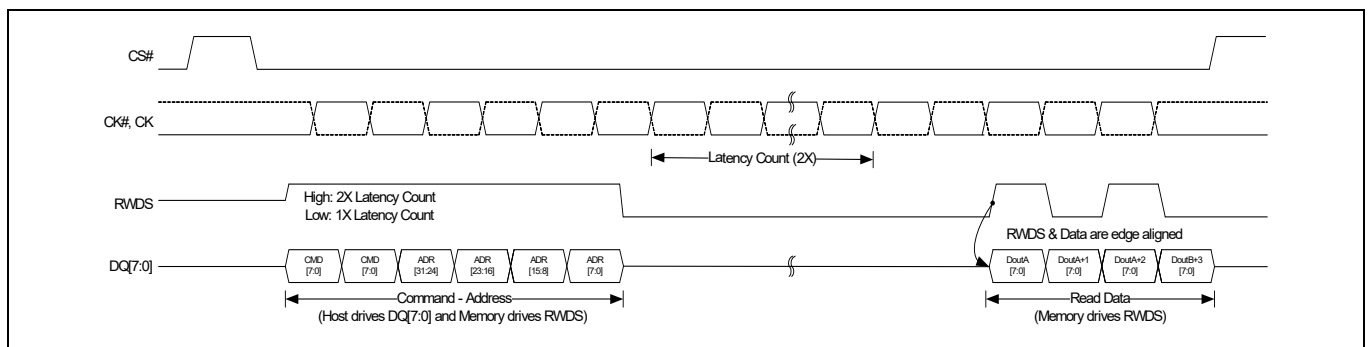 CS#
CK#, CK
Latency Count (2X)
High: 2X Latency Count
Low: 1X Latency Count
RWDS
RWDS & Data are edge aligned
DQ[7:0]
CMD [7:0]
CMD [7:0]
ADR [31:24]
ADR [23:16]
ADR [15:8]
ADR [7:0]
DoutA [7:0]
DoutA+1 [7:0]
DoutA+2 [7:0]
DoutB+3 [7:0]
Command - Address
(Host drives DQ[7:0] and Memory drives RWDS)
Read Data
(Memory drives RWDS)